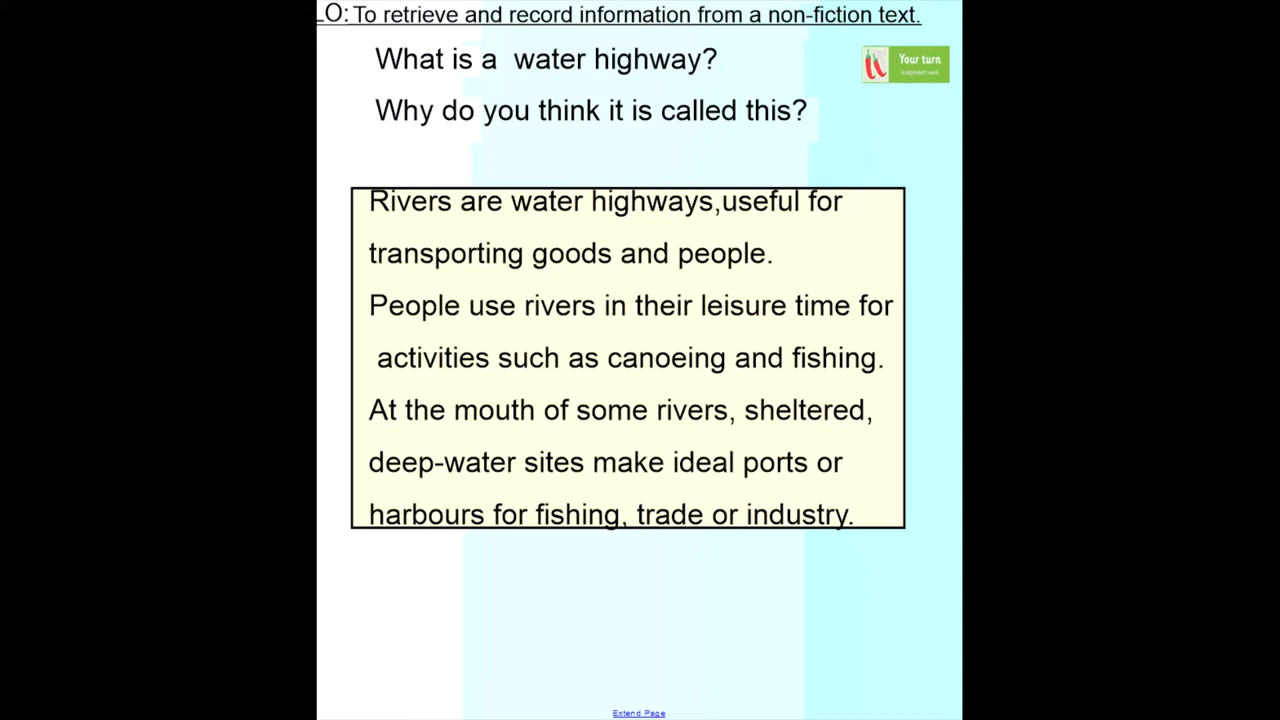 LO: To retrieve and record information from a non-fiction text.
What is a water highway?
Your turn
Independent work
Why do you think it is called this?
Rivers are water highways,useful for
transporting goods and people.
People use rivers in their leisure time for
activities such as canoeing and fishing.
At the mouth of some rivers, sheltered,
deep-water sites make ideal ports or
harbours for fishing, trade or industry.
Extend Page